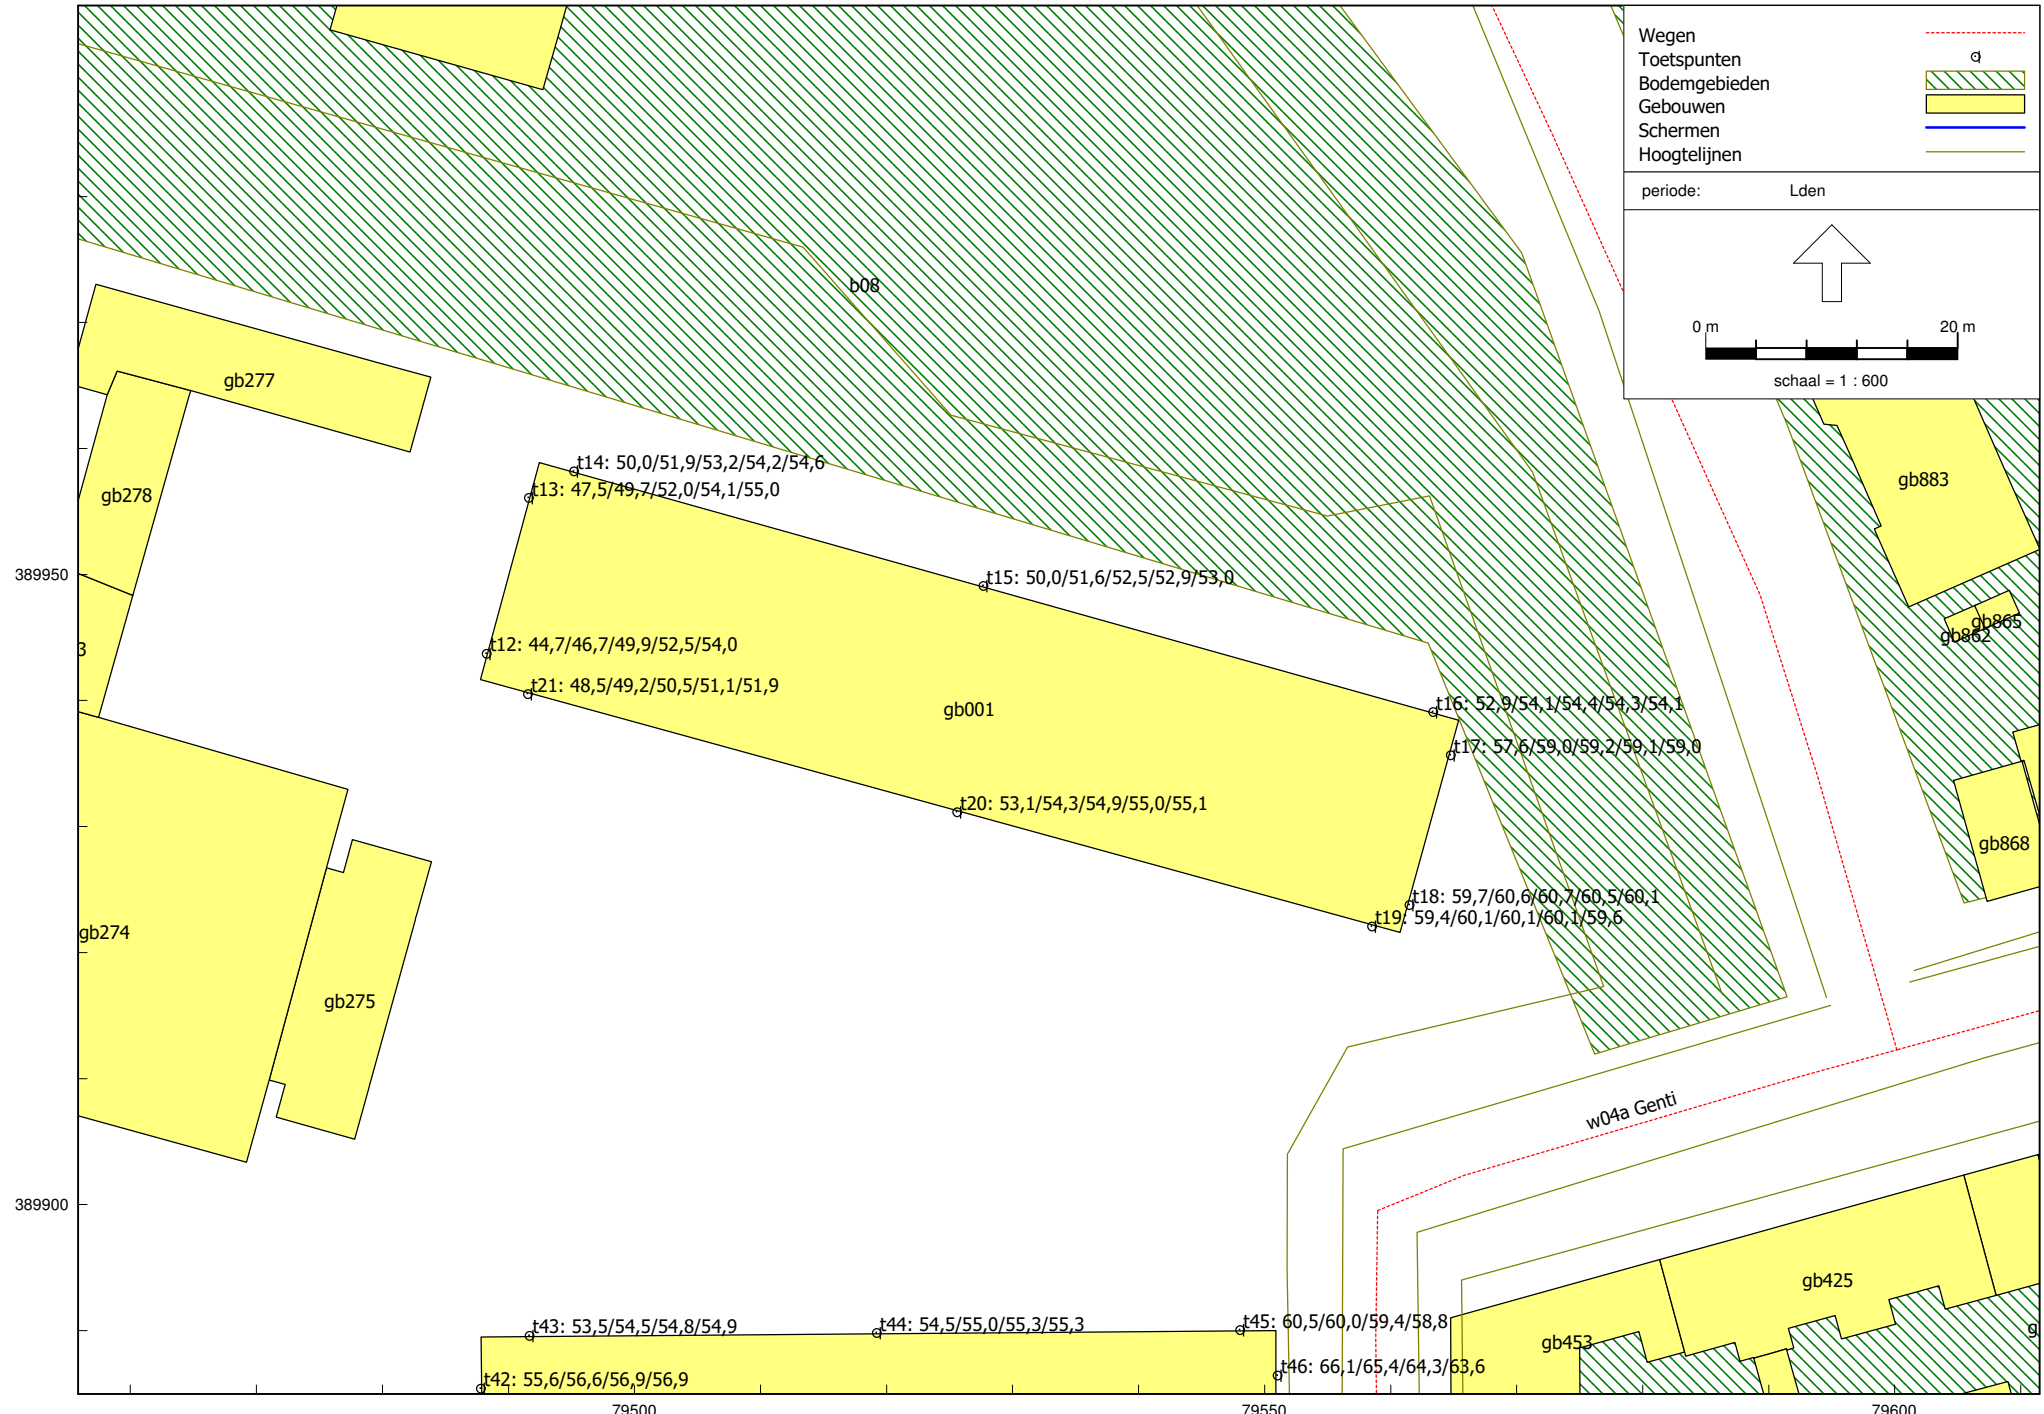 Wegen
Toetspunten
Bodemgebieden
Gebouwen
Schermen
Hoogtelijnen
periode: Lden
0 m 20 m
schaal = 1 : 600
b08
gb277
gb278
t14: 50,0/51,9/53,2/54,2/54,6
t13: 47,5/49,7/52,0/54,1/55,0
gb883
389950
t15: 50,0/51,6/52,5/52,9/53,0
gb865
gb862
3
t12: 44,7/46,7/49,9/52,5/54,0
t21: 48,5/49,2/50,5/51,1/51,9
gb001
t16: 52,9/54,1/54,4/54,3/54,1
t17: 57,6/59,0/59,2/59,1/59,0
t20: 53,1/54,3/54,9/55,0/55,1
gb868
t18: 59,7/60,6/60,7/60,5/60,1
t19: 59,4/60,1/60,1/60,1/59,6
gb274
gb275
w04a Genti
389900
gb425
t43: 53,5/54,5/54,8/54,9
t44: 54,5/55,0/55,3/55,3
t45: 60,5/60,0/59,4/58,8
g
gb453
t46: 66,1/65,4/64,3/63,6
t42: 55,6/56,6/56,9/56,9
79500 79550 79600